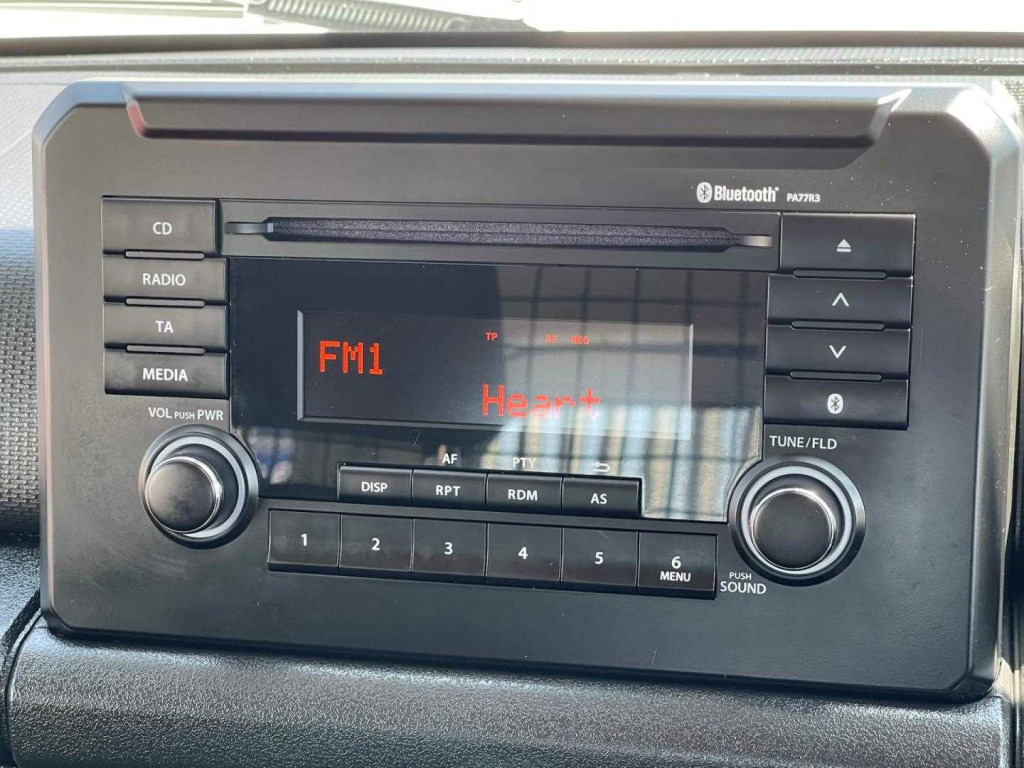 Bluetooth® PA77R3
CD
RADIO
TA
MEDIA
TP AF REG
FM1
Heart
VOL PUSH PWR
TUNE/FLD
AF PTY
DISP RPT RDM AS
1 2 3 4 5 6
MENU
PUSH
SOUND